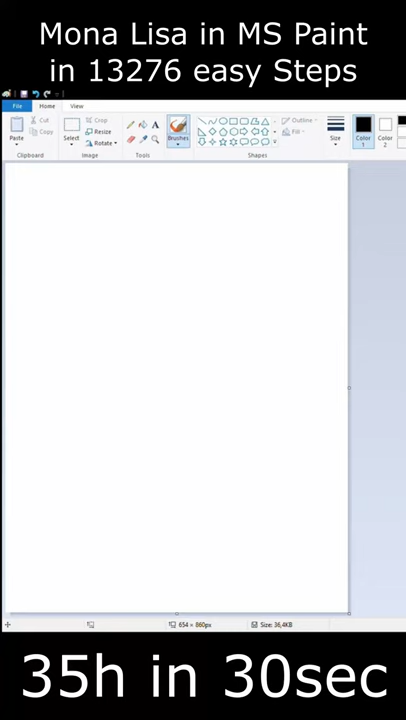 Mona Lisa in MS Paint
in 13276 easy Steps
File Home View
Paste
Cut
Copy
Clipboard
Select
Crop
Resize
Rotate
Image
A
Tools
Brushes
Outline
Fill
Shapes
Size
Color
1
Color
2
654 × 860px
Size: 36,4KB
35h in 30sec